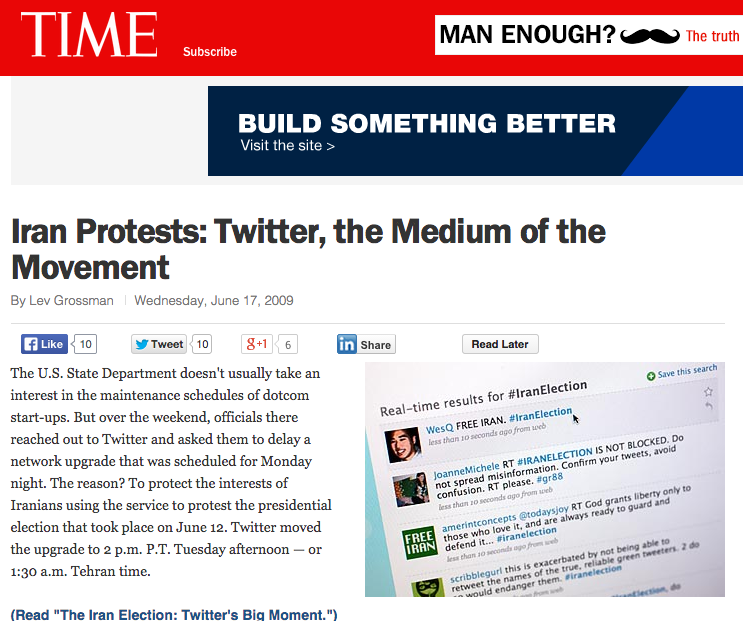 TIME
Subscribe
MAN ENOUGH?
The truth
BUILD SOMETHING BETTER
Visit the site >
Iran Protests: Twitter, the Medium of the
Movement
By Lev Grossman | Wednesday, June 17, 2009
Like 10
Tweet 10
g+1 6
in Share
Read Later
The U.S. State Department doesn't usually take an
interest in the maintenance schedules of dotcom
start-ups. But over the weekend, officials there
reached out to Twitter and asked them to delay a
network upgrade that was scheduled for Monday
night. The reason? To protect the interests of
Iranians using the service to protest the presidential
election that took place on June 12. Twitter moved
the upgrade to 2 p.m. P.T. Tuesday afternoon — or
1:30 a.m. Tehran time.
(Read "The Iran Election: Twitter's Big Moment.")
Save this search
Real-time results for #IranElection
WesQ FREE IRAN. #IranElection
less than 10 seconds ago from web
JoanneMichele RT #IRANELECTION IS NOT BLOCKED. Do
not spread misinformation. Confirm your tweets, avoid
confusion. RT please. #gr88
less than 10 seconds ago from web
FREE
IRAN
amerintconcepts @todaysjoy RT God grants liberty only to
those who love it, and are always ready to guard and
defend it... #iranelection
less than 10 seconds ago from web
scribblegurl this is exacerbated by not being able to
retweet the names of the true, reliable green tweeters. 2 do
so would endanger them. #iranelection